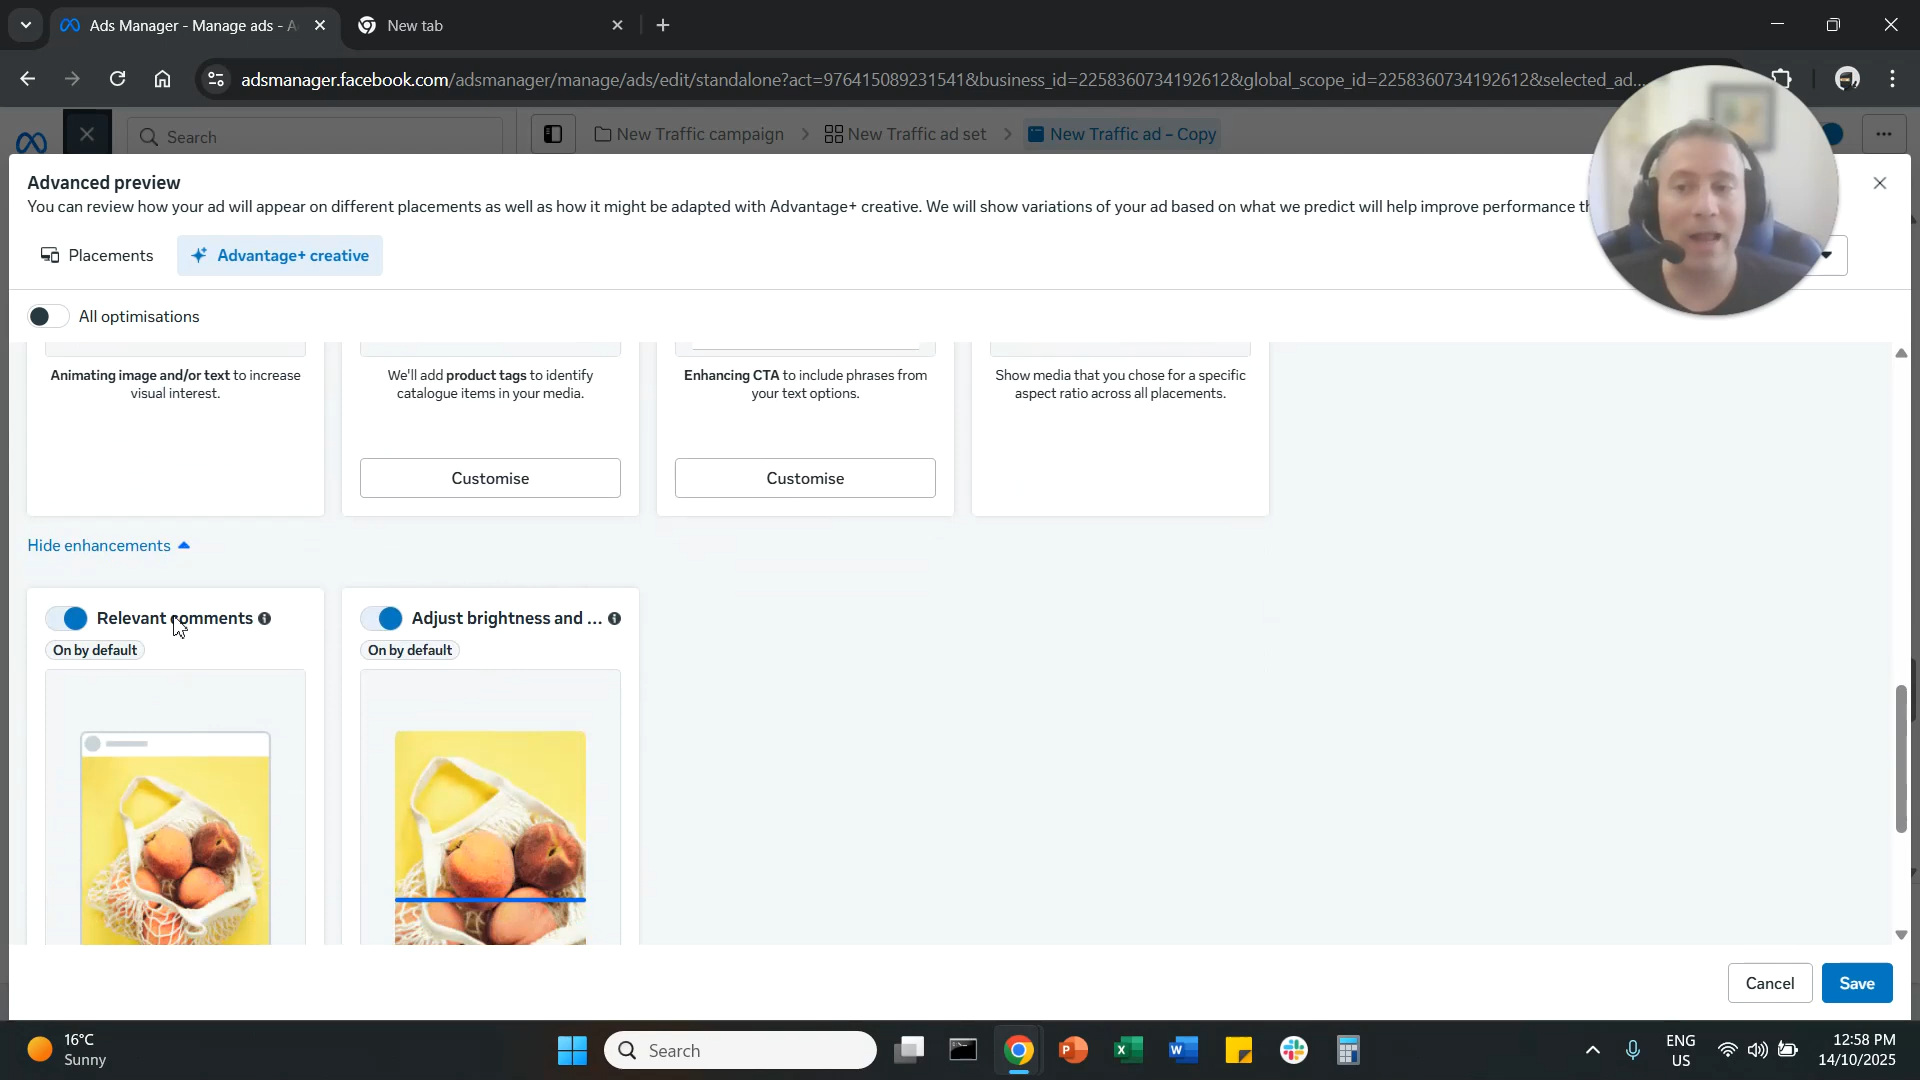 Ads Manager - Manage ads - A
New tab
adsmanager.facebook.com/adsmanager/manage/ads/edit/standalone?act=976415089231541&business_id=2258360734192612&global_scope_id=2258360734192612&selected_ad...
Search
New Traffic campaign
New Traffic ad set
New Traffic ad - Copy
Advanced preview
You can review how your ad will appear on different placements as well as how it might be adapted with Advantage+ creative. We will show variations of your ad based on what we predict will help improve performance
Placements
Advantage+ creative
All optimisations
Animating image and/or text to increase
visual interest.
We'll add product tags to identify
catalogue items in your media.
Customise
Enhancing CTA to include phrases from
your text options.
Customise
Show media that you chose for a specific
aspect ratio across all placements.
Hide enhancements
Relevant comments
On by default
Adjust brightness and ...
On by default
Cancel
Save
16°C
Sunny
Search
ENG
US
12:58 PM
14/10/2025